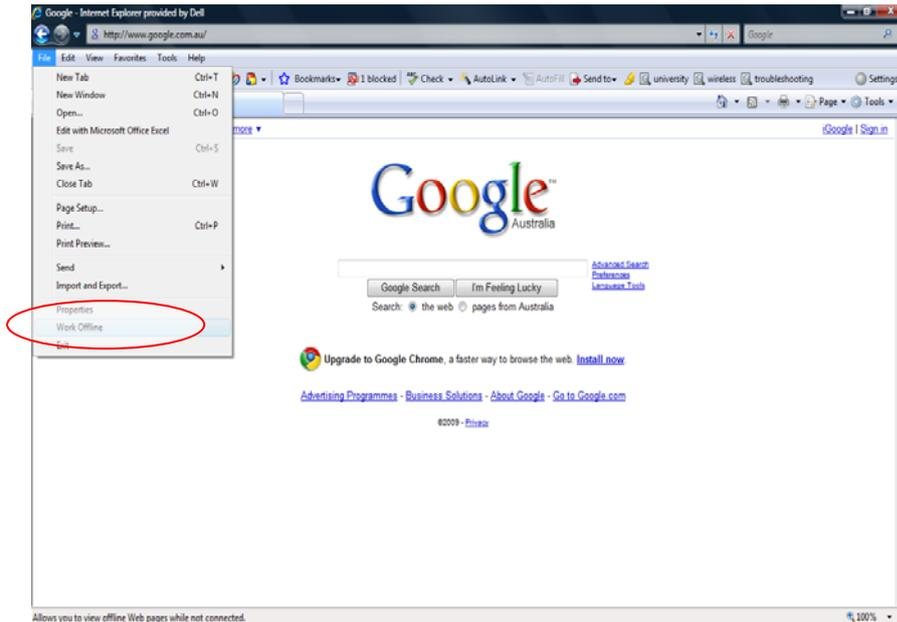 Google - Internet Explorer provided by Dell
http://www.google.com.au/
Google
File Edit View Favorites Tools Help
Bookmarks 1 blocked Check AutoLink AutoFill Send to university wireless troubleshooting Settings
Page Tools
New Tab Ctrl+T
New Window Ctrl+N
Open... Ctrl+O
Edit with Microsoft Office Excel
Save Ctrl+S
Save As...
Close Tab Ctrl+W
Page Setup...
Print... Ctrl+P
Print Preview...
Send
Import and Export...
Properties
Work Offline
Exit
more
iGoogle | Sign in
Google™
Australia
Advanced Search
Preferences
Language Tools
Google Search I'm Feeling Lucky
Search: the web pages from Australia
Upgrade to Google Chrome, a faster way to browse the web. Install now
Advertising Programmes - Business Solutions - About Google - Go to Google.com
©2009 - Privacy
Allows you to view offline Web pages while not connected.
100%